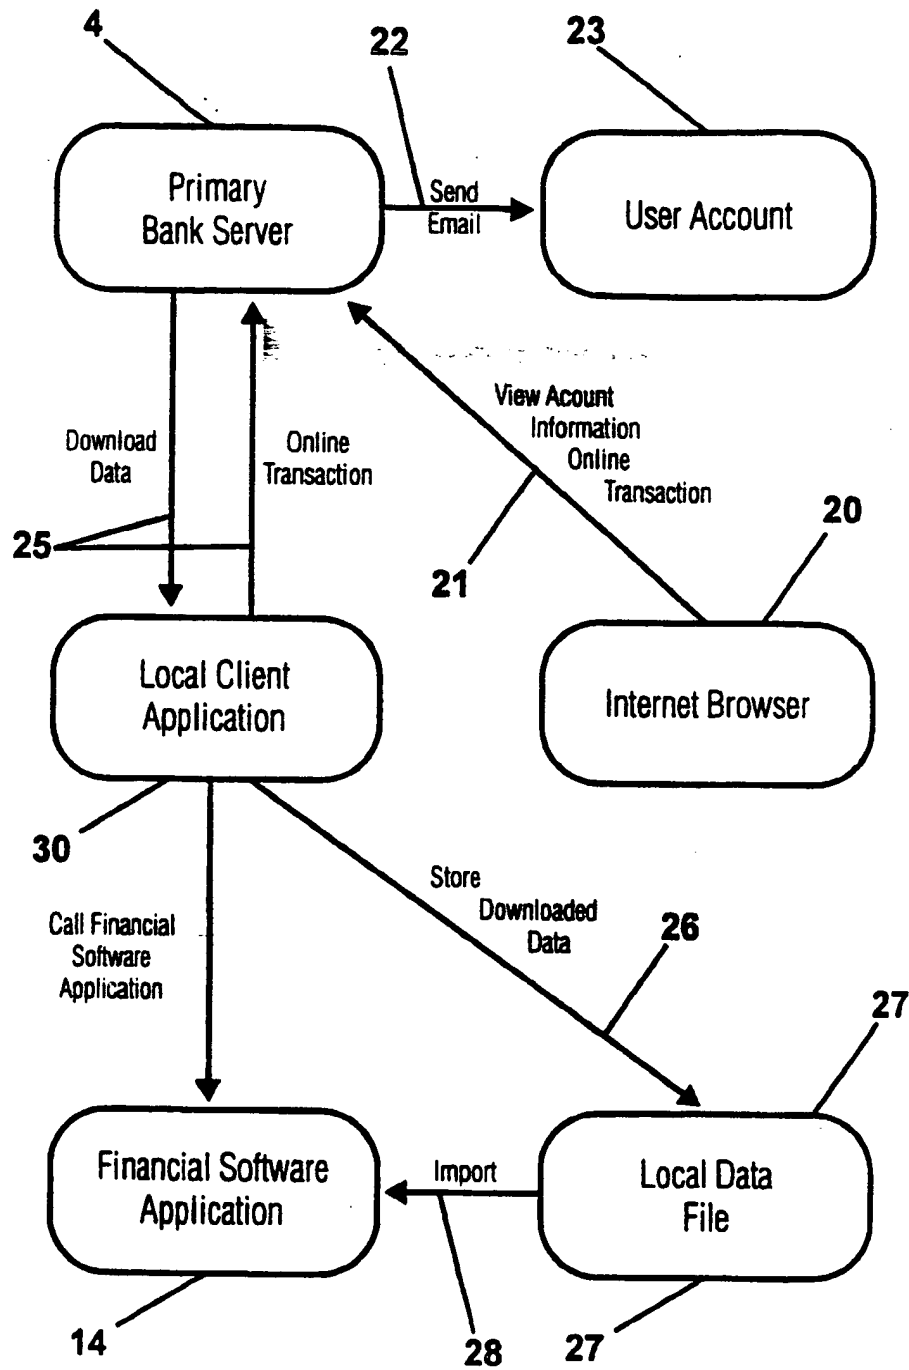 4
22
23
Primary
Bank Server
Send
Email
User Account
View Acount
Information
Online
Transaction
Download
Data
Online
Transaction
25
21
20
Local Client
Application
Internet Browser
30
Store
Downloaded
Data
26
Call Financial
Software
Application
27
Financial Software
Application
Import
Local Data
File
14
28
27